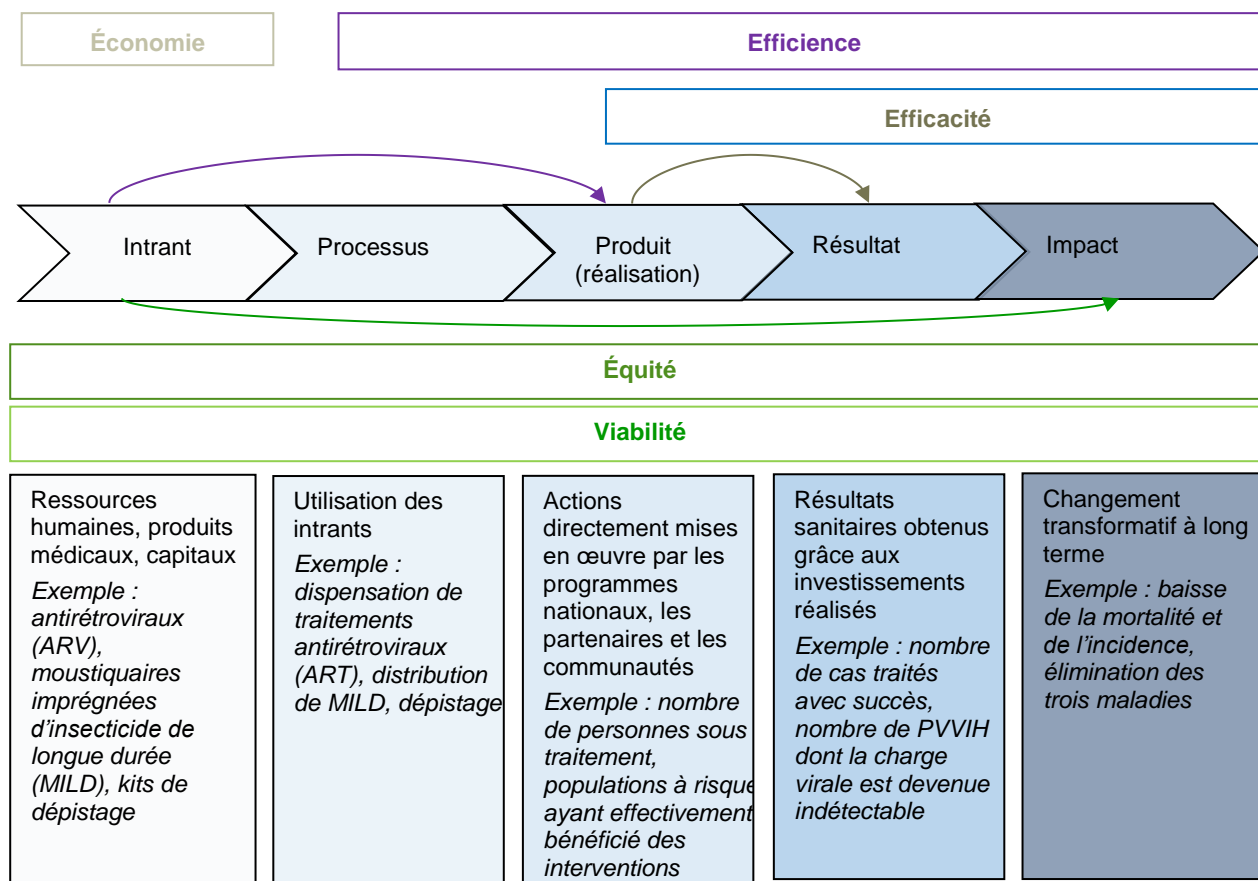 Économie
Efficience
Efficacité
Intrant
Processus
Produit
(réalisation)
Résultat
Impact
Équité
Viabilité
Ressources
humaines, produits
médicaux, capitaux
Exemple :
antirétroviraux
(ARV),
moustiquaires
imprégnées
d’insecticide de
longue durée
(MILD), kits de
dépistage
Utilisation des
intrants
Exemple :
dispensation de
traitements
antirétroviraux
(ART), distribution
de MILD, dépistage
Actions
directement mises
en œuvre par les
programmes
nationaux, les
partenaires et les
communautés
Exemple : nombre
de personnes sous
traitement,
populations à risque
ayant effectivement
bénéficié des
interventions
Résultats
sanitaires obtenus
grâce aux
investissements
réalisés
Exemple : nombre
de cas traités
avec succès,
nombre de PVVIH
dont la charge
virale est devenue
indétectable
Changement
transformatif à long
terme
Exemple : baisse
de la mortalité et
de l’incidence,
élimination des
trois maladies